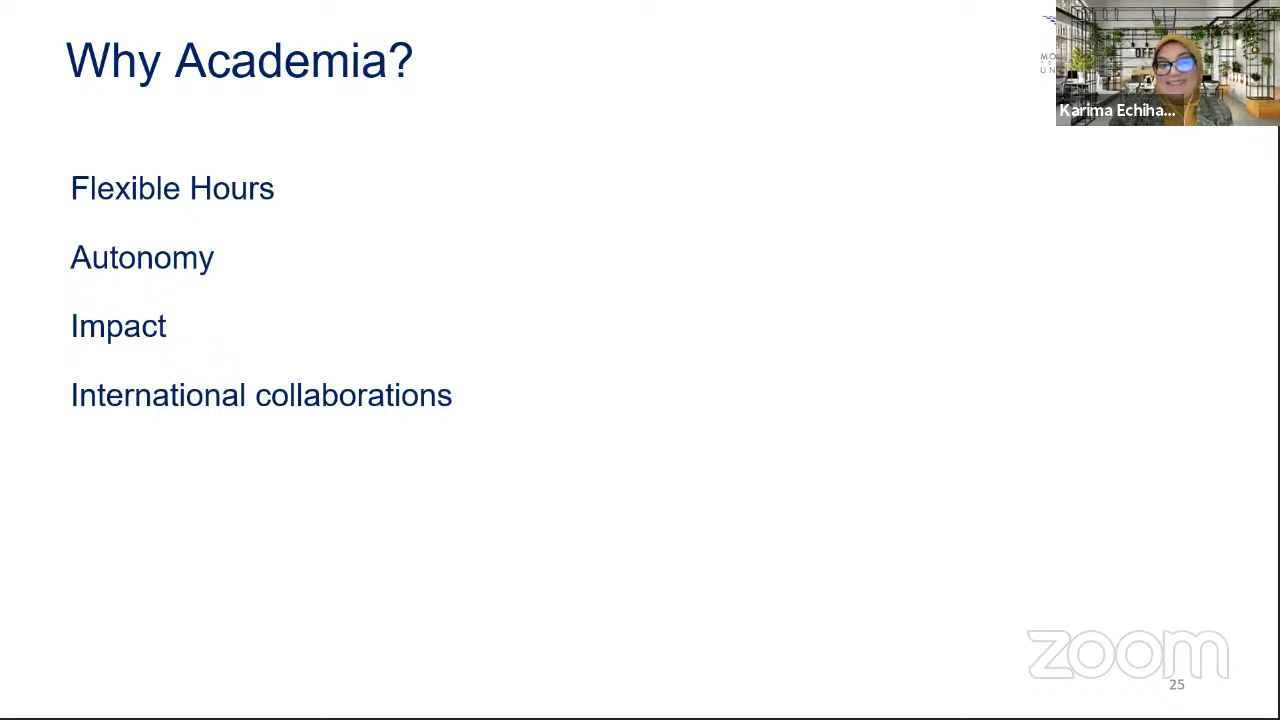 Why Academia?
Karima Echiha...
Flexible Hours
Autonomy
Impact
International collaborations
zoom
25